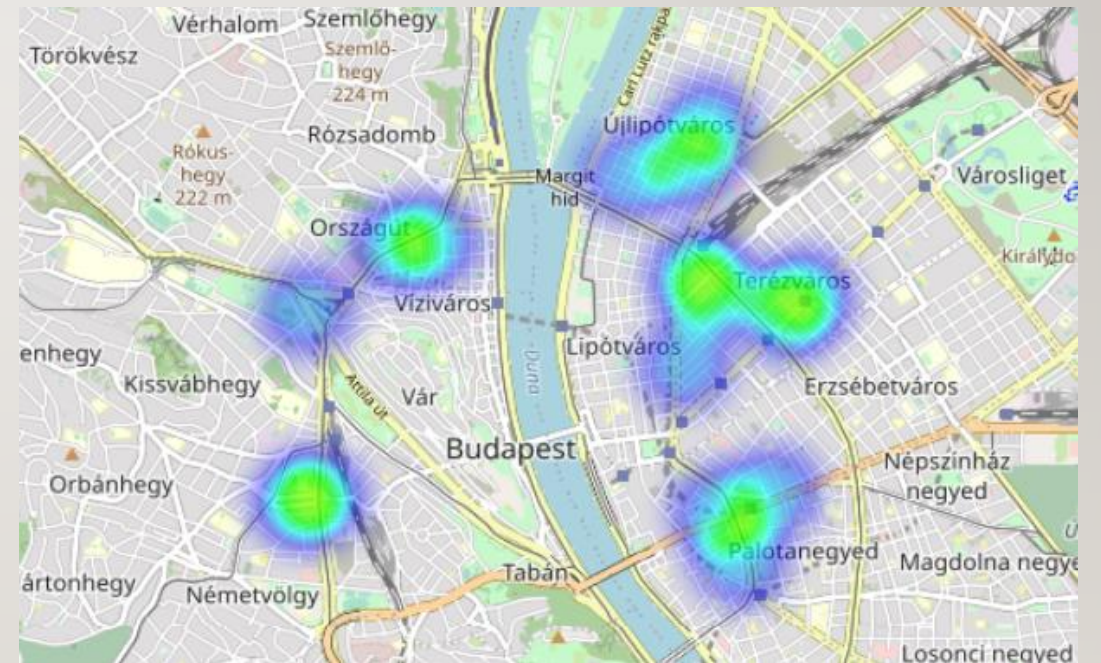 Vérhalom
Szemlőhegy
Törökvész
Szemlő-
hegy
224 m
Carl Lutz rakpa
Rózsadomb
Újlipótváros
Rókus-
hegy
222 m
Margit
híd
Városliget
Országút
Királydo
Terézváros
Víziváros
Lipótváros
enhegy
Duna
Kissvábhegy
Attila út
Vár
Erzsébetváros
Budapest
Népszínház
negyed
Orbánhegy
Palotanegyed
Magdolna negye
ártonhegy
Tabán
Németvölgy
Losonci negyed